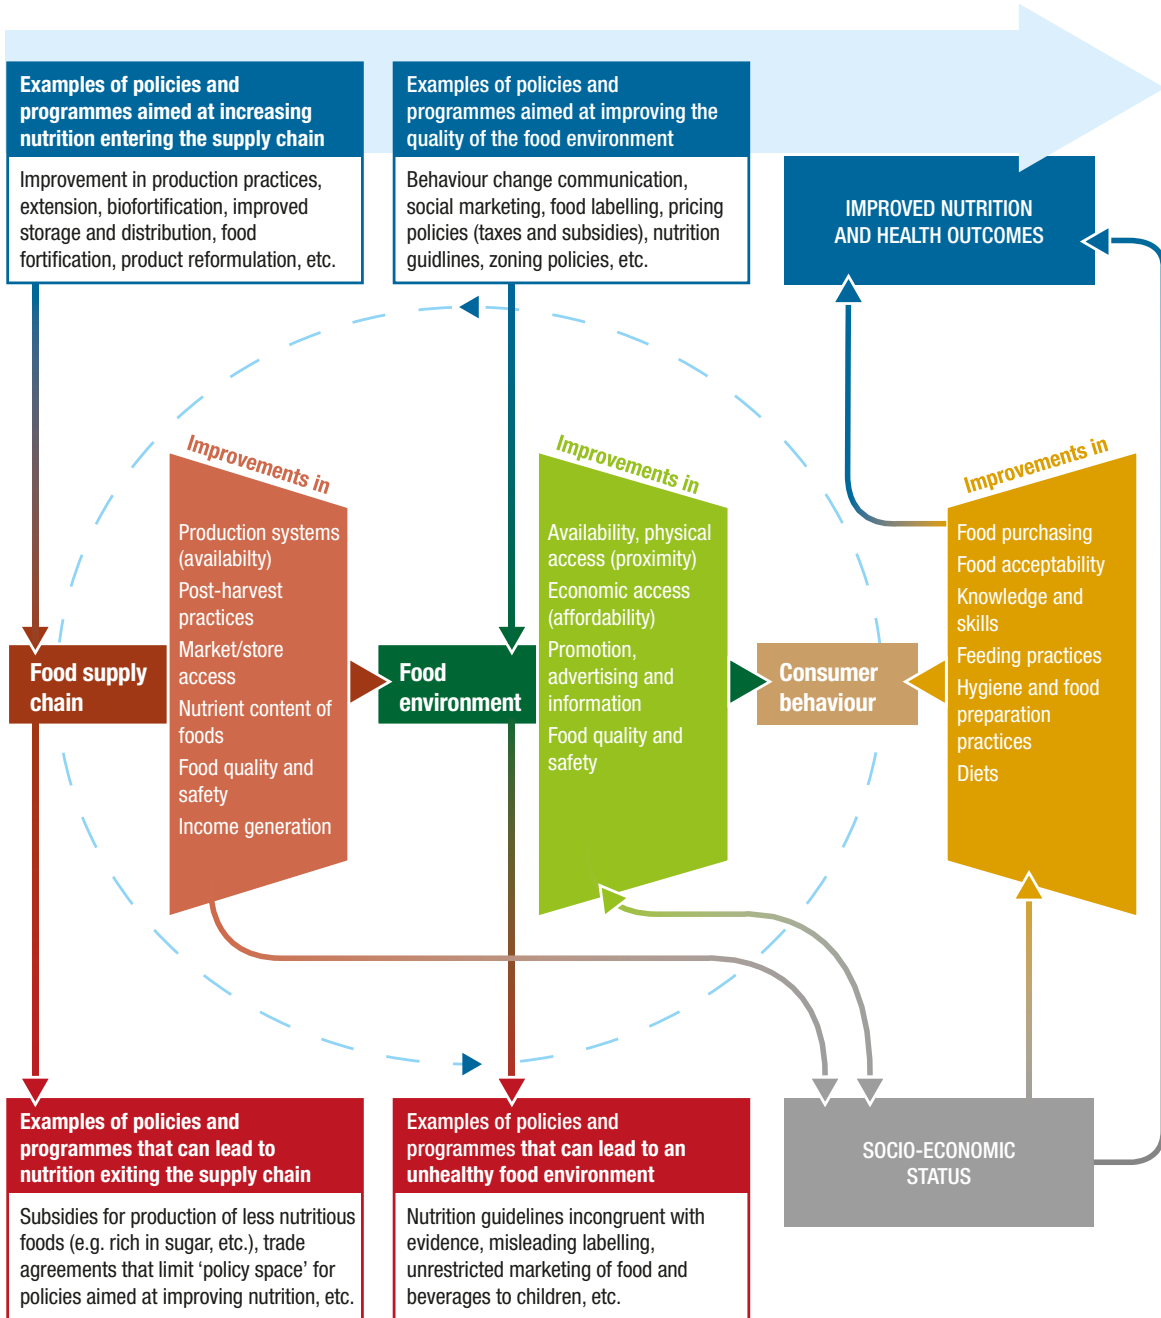 Examples of policies and
programmes aimed at increasing
nutrition entering the supply chain
Improvement in production practices,
extension, biofortification, improved
storage and distribution, food
fortification, product reformulation, etc.
Examples of policies and
programmes aimed at improving the
quality of the food environment
Behaviour change communication,
social marketing, food labelling, pricing
policies (taxes and subsidies), nutrition
guidlines, zoning policies, etc.
IMPROVED NUTRITION
AND HEALTH OUTCOMES
Food supply
chain
Improvements in
Production systems
(availabilty)
Post-harvest
practices
Market/store
access
Nutrient content of
foods
Food quality and
safety
Income generation
Food
environment
Improvements in
Availability, physical
access (proximity)
Economic access
(affordability)
Promotion,
advertising and
information
Food quality and
safety
Consumer
behaviour
Improvements in
Food purchasing
Food acceptability
Knowledge and
skills
Feeding practices
Hygiene and food
preparation
practices
Diets
Examples of policies and
programmes that can lead to
nutrition exiting the supply chain
Subsidies for production of less nutritious
foods (e.g. rich in sugar, etc.), trade
agreements that limit ‘policy space’ for
policies aimed at improving nutrition, etc.
Examples of policies and
programmes that can lead to an
unhealthy food environment
Nutrition guidelines incongruent with
evidence, misleading labelling,
unrestricted marketing of food and
beverages to children, etc.
SOCIO-ECONOMIC
STATUS